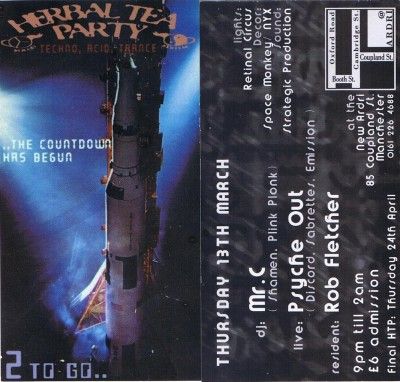 HERBAL TEA
PARTY
TECHNO, ACID, TRANCE
...THE COUNTDOWN
HAS BEGUN
2 TO GO..
THURSDAY 13TH MARCH
dj: Mr.C
( Shamen, Plink Plonk)
live: Psyche Out
( Discord, Sabrettes, Emission )
resident: Rob Fletcher
9pm till 2am
£6 admission
Final HTP: Thursday 24th April
lights:
Retinal Circus
Decor:
Space Monkey /
Sound:
Strategic Production
at the
New Ardri
85 Coupland St.
Manchester
0161 226 4688
Oxford Road
Cambridge St.
Booth St.
Coupland St.
@
ARDRI